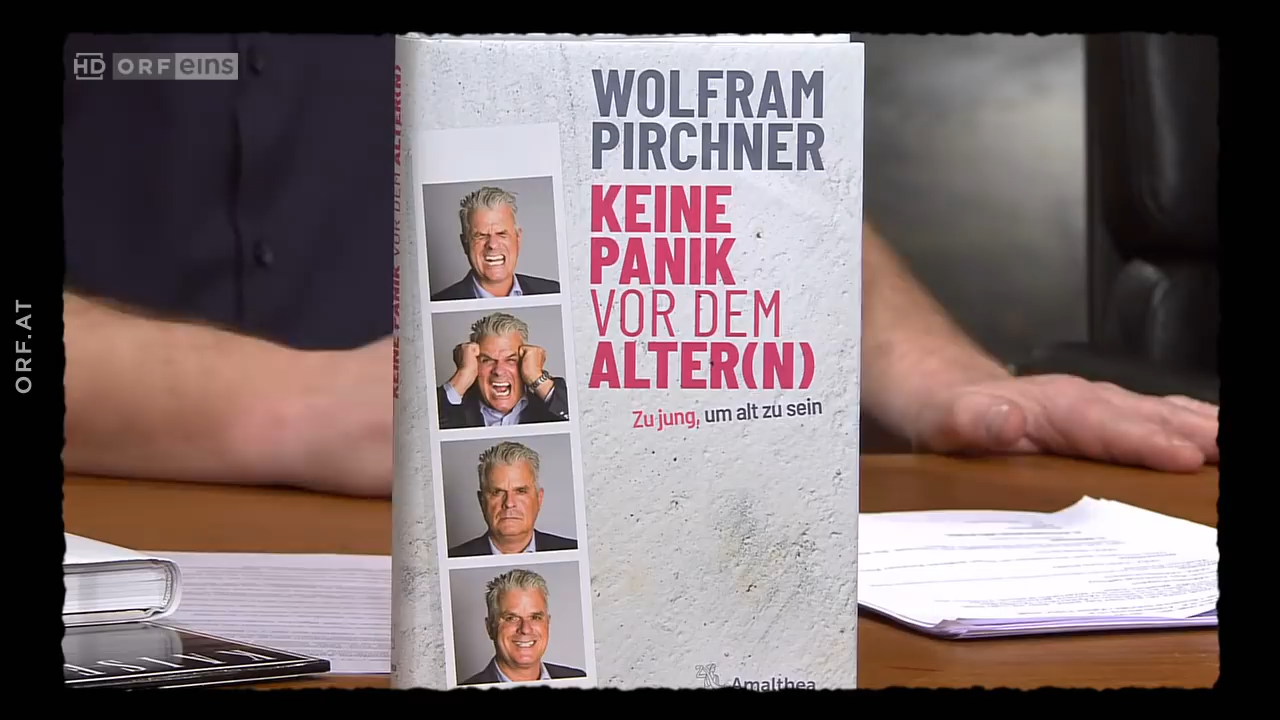 HD ORF eins
ORF.AT
WOLFRAM
PIRCHNER
KEINE
PANIK
VOR DEM
ALTER(N)
Zu jung, um alt zu sein
Amalthea
KEINE PANIK VOR DEM ALTER(N)